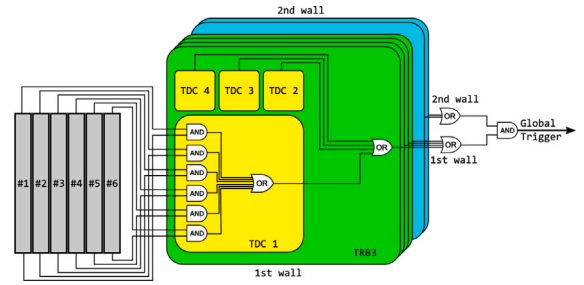 2nd wall
TDC 4 TDC 3 TDC 2
#1 #2 #3 #4 #5 #6
AND
AND
AND
AND
AND
AND
OR
TDC 1
OR
TRB3
1st wall
OR
2nd wall
OR
1st wall
AND
Global
Trigger